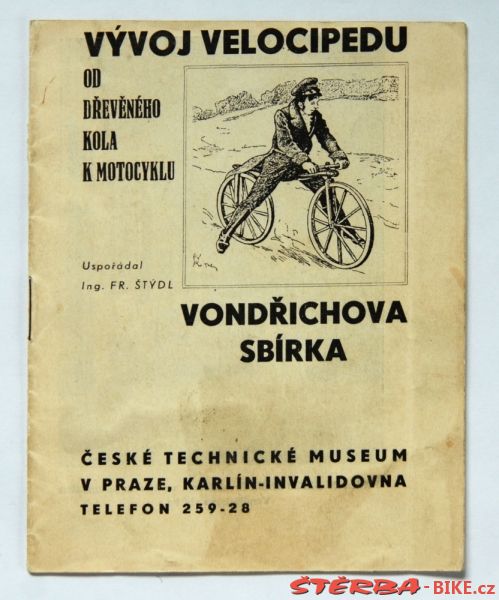 VÝVOJ VELOCIPEDU
OD
DŘEVĚNÉHO
KOLA
K MOTOCYKLU
Uspořádal
Ing. FR. ŠTÝDL
VONDŘICHOVA
SBÍRKA
ČESKÉ TECHNICKÉ MUSEUM
V PRAZE, KARLÍN-INVALIDOVNA
TELEFON 259-28
ŠTĚRBA-BIKE.cz